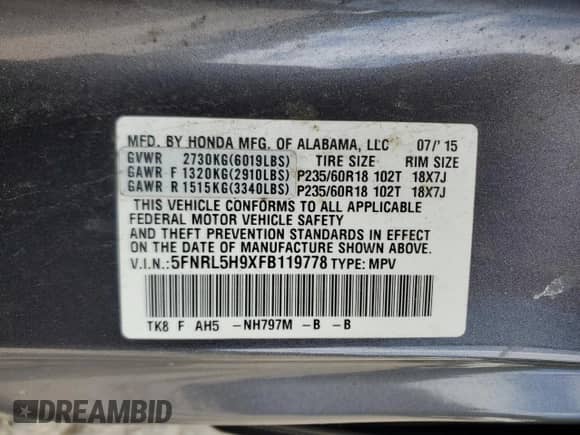 MFD. BY HONDA MFG. OF ALABAMA, LLC 07/'15
GVWR 2730KG(6019LBS) TIRE SIZE RIM SIZE
GAWR F 1320KG(2910LBS) P235/60R18 102T 18X7J
GAWR R 1515KG(3340LBS) P235/60R18 102T 18X7J
THIS VEHICLE CONFORMS TO ALL APPLICABLE
FEDERAL MOTOR VEHICLE SAFETY
AND THEFT PREVENTION STANDARDS IN EFFECT
ON THE DATE OF MANUFACTURE SHOWN ABOVE.
V.I.N.:5FNRL5H9XFB119778 TYPE: MPV
TK8 F AH5 -NH797M -B -B
DREAMBID